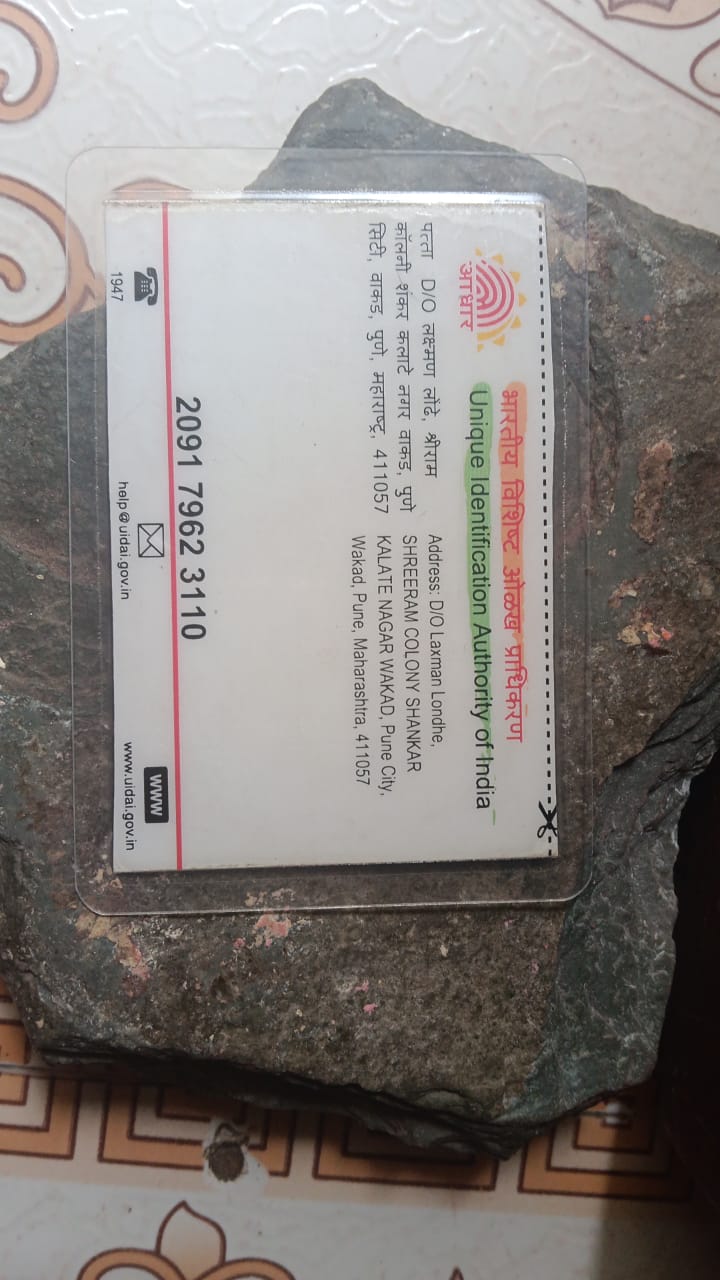 भारतीय विशिष्ट ओळख प्राधिकरण
Unique Identification Authority of India
आधार
पत्ता D/O लक्ष्मण लोंढे, श्रीराम
कॉलनी शंकर कलाटे नगर वाकड, पुणे
सिटी, वाकड, पुणे, महाराष्ट्र, 411057
Address: D/O Laxman Londhe,
SHREERAM COLONY SHANKAR
KALATE NAGAR WAKAD, Pune City,
Wakad, Pune, Maharashtra, 411057
2091 7962 3110
1947
help@uidai.gov.in
www
www.uidai.gov.in